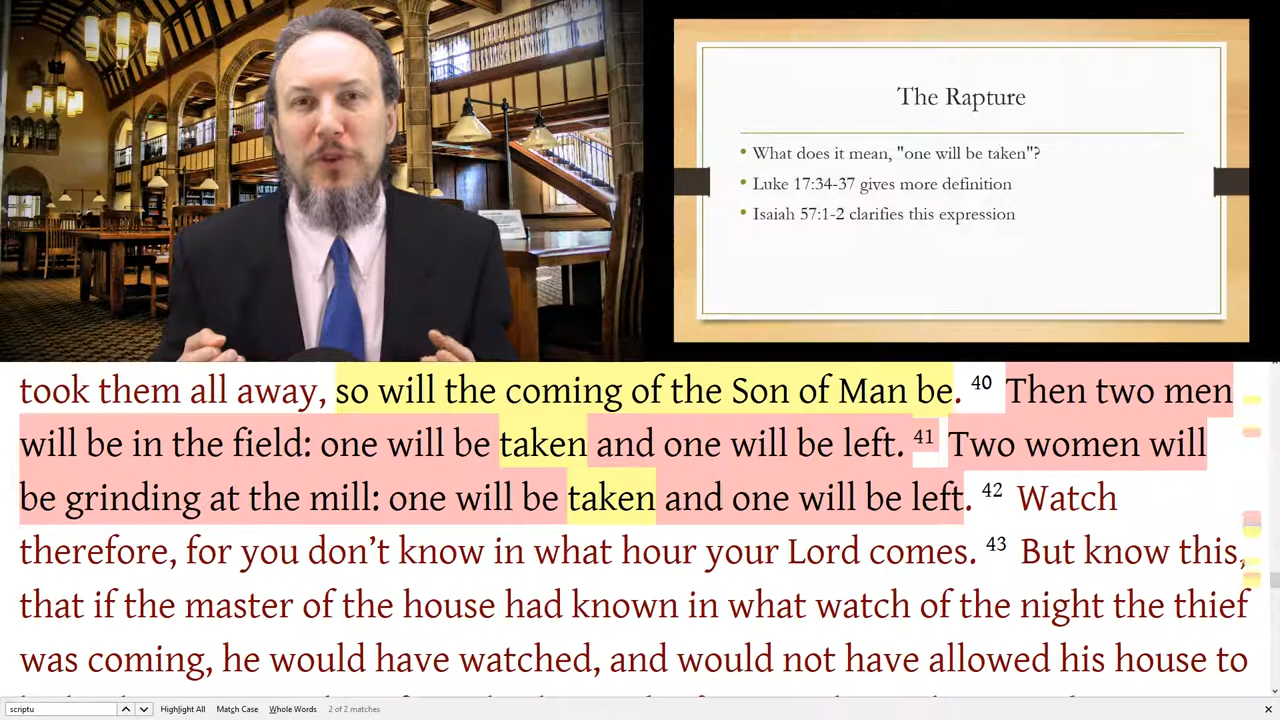 The Rapture
• What does it mean, "one will be taken"?
• Luke 17:34-37 gives more definition
• Isaiah 57:1-2 clarifies this expression
took them all away, so will the coming of the Son of Man be. 40 Then two men
will be in the field: one will be taken and one will be left. 41 Two women will
be grinding at the mill: one will be taken and one will be left. 42 Watch
therefore, for you don’t know in what hour your Lord comes. 43 But know this,
that if the master of the house had known in what watch of the night the thief
was coming, he would have watched, and would not have allowed his house to
scriptu Highlight All Match Case Whole Words 2 of 2 matches